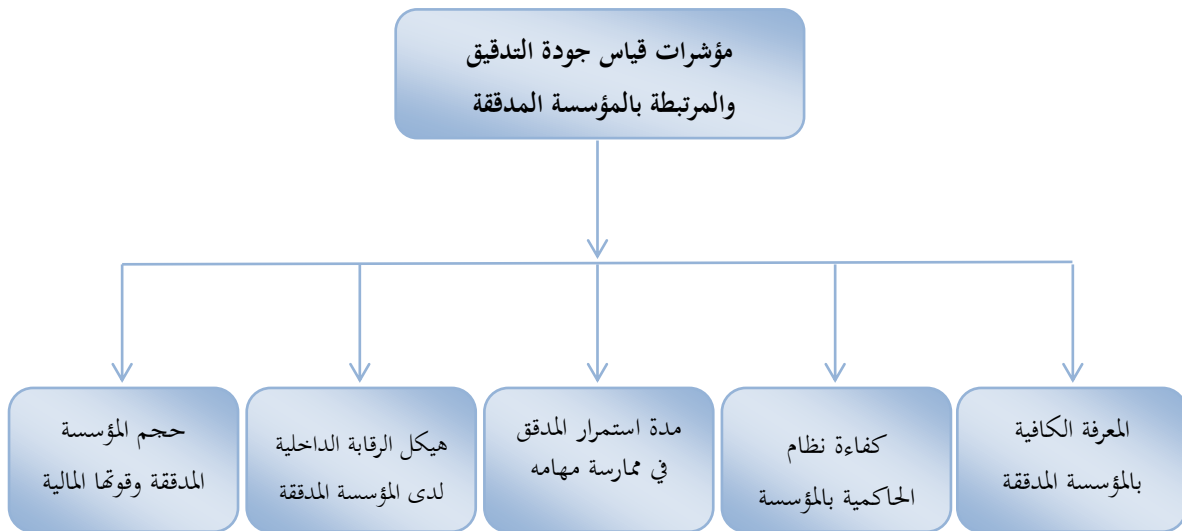 مؤشرات قياس جودة التدقيق
والمرتبطة بالمؤسسة المدققة
المعرفة الكافية
بالمؤسسة المدققة
كفاءة نظام
الحاكمية بالمؤسسة
مدة استمرار المدقق
في ممارسة مهامه
هيكل الرقابة الداخلية
لدى المؤسسة المدققة
حجم المؤسسة
المدققة وقوتها المالية